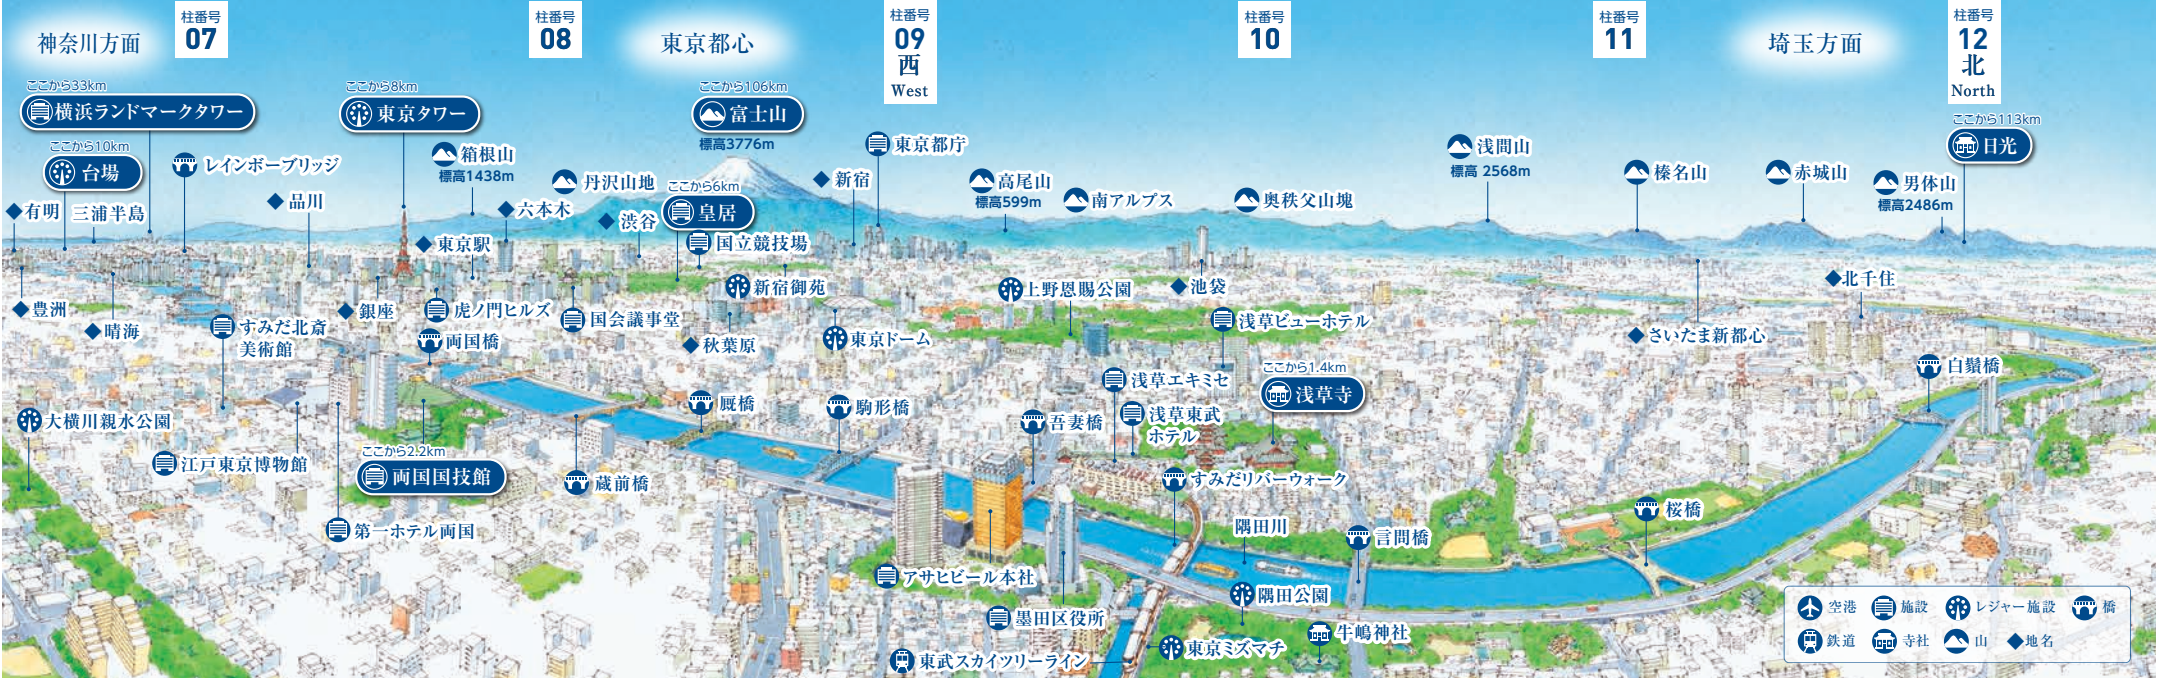 神奈川方面
柱番号
07
柱番号
08
東京都心
柱番号
09
西
West
柱番号
10
柱番号
11
埼玉方面
柱番号
12
北
North
ここから33km
横浜ランドマークタワー
ここから10km
台場
レインボーブリッジ
有明
三浦半島
品川
ここから8km
東京タワー
箱根山
標高1438m
丹沢山地
六本木
東京駅
渋谷
ここから106km
富士山
標高3776m
ここから6km
皇居
国立競技場
新宿
東京都庁
高尾山
標高599m
南アルプス
奥秩父山塊
浅間山
標高 2568m
榛名山
赤城山
男体山
標高2486m
ここから113km
日光
豊洲
晴海
すみだ北斎
美術館
銀座
虎ノ門ヒルズ
両国橋
国会議事堂
新宿御苑
秋葉原
東京ドーム
上野恩賜公園
池袋
浅草ビューホテル
さいたま新都心
北千住
白鬚橋
大横川親水公園
江戸東京博物館
ここから2.2km
両国国技館
第一ホテル両国
蔵前橋
厩橋
駒形橋
吾妻橋
浅草エキミセ
浅草東武
ホテル
ここから1.4km
浅草寺
すみだリバーウォーク
隅田川
言問橋
桜橋
アサヒビール本社
墨田区役所
東武スカイツリーライン
隅田公園
牛嶋神社
東京ミズマチ
空港
施設
レジャー施設
橋
鉄道
寺社
山
地名